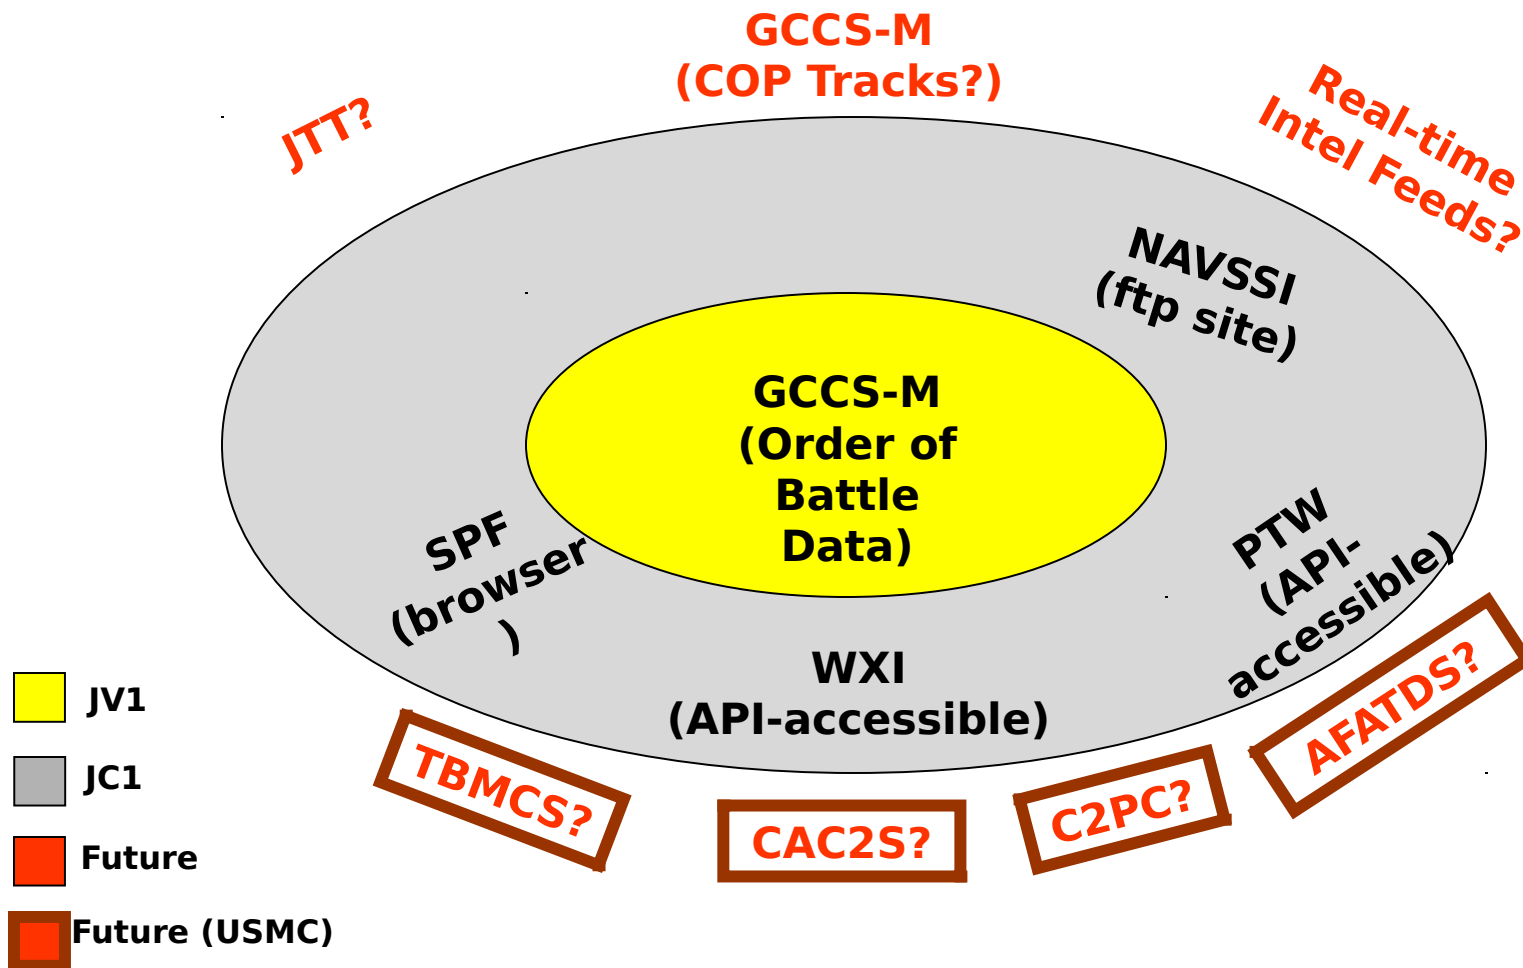 GCCS-M
(COP Tracks?)
JTT?
Real-time
Intel Feeds?
NAVSSI
(ftp site)
GCCS-M
(Order of
Battle
Data)
SPF
(browser
)
PTW
(API-
accessible)
WXI
(API-accessible)
TBMCS?
CAC2S?
C2PC?
AFATDS?
JV1
JC1
Future
Future (USMC)